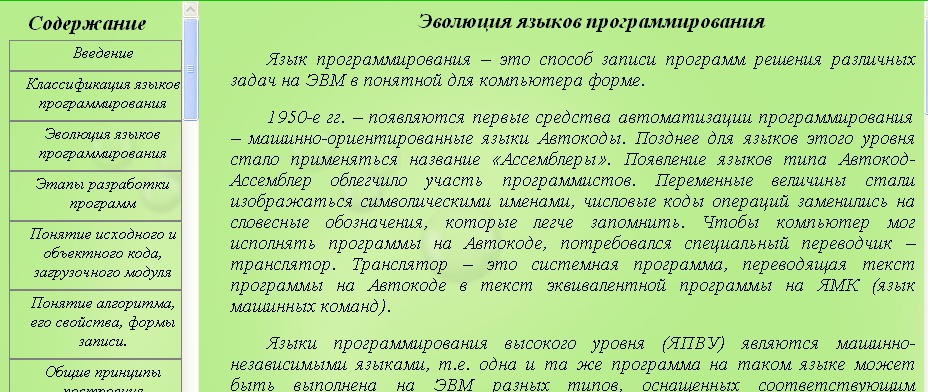 Содержание
Введение
Классификация языков
программирования
Эволюция языков
программирования
Этапы разработки
программ
Понятие исходного и
объектного кода,
загрузочного модуля
Понятие алгоритма,
его свойства, формы
записи.
Общие принципы
построения
Эволюция языков программирования
Язык программирования – это способ записи программ решения различных
задач на ЭВМ в понятной для компьютера форме.
1950-е гг. – появляются первые средства автоматизации программирования
– машинно-ориентированные языки Автокоды. Позднее для языков этого уровня
стало применяться название «Ассемблеры». Появление языков типа Автокод-
Ассемблер облегчило участь программистов. Переменные величины стали
изображаться символическими именами, числовые коды операций заменились на
словесные обозначения, которые легче запомнить. Чтобы компьютер мог
исполнять программы на Автокоде, потребовался специальный переводчик –
транслятор. Транслятор – это системная программа, переводящая текст
программы на Автокоде в текст эквивалентной программы на ЯМК (язык
машинных команд).
Языки программирования высокого уровня (ЯПВУ) являются машинно-
независимыми языками, т.е. одна и та же программа на таком языке может
быть выполнена на ЭВМ разных типов, оснащенных соответствующим